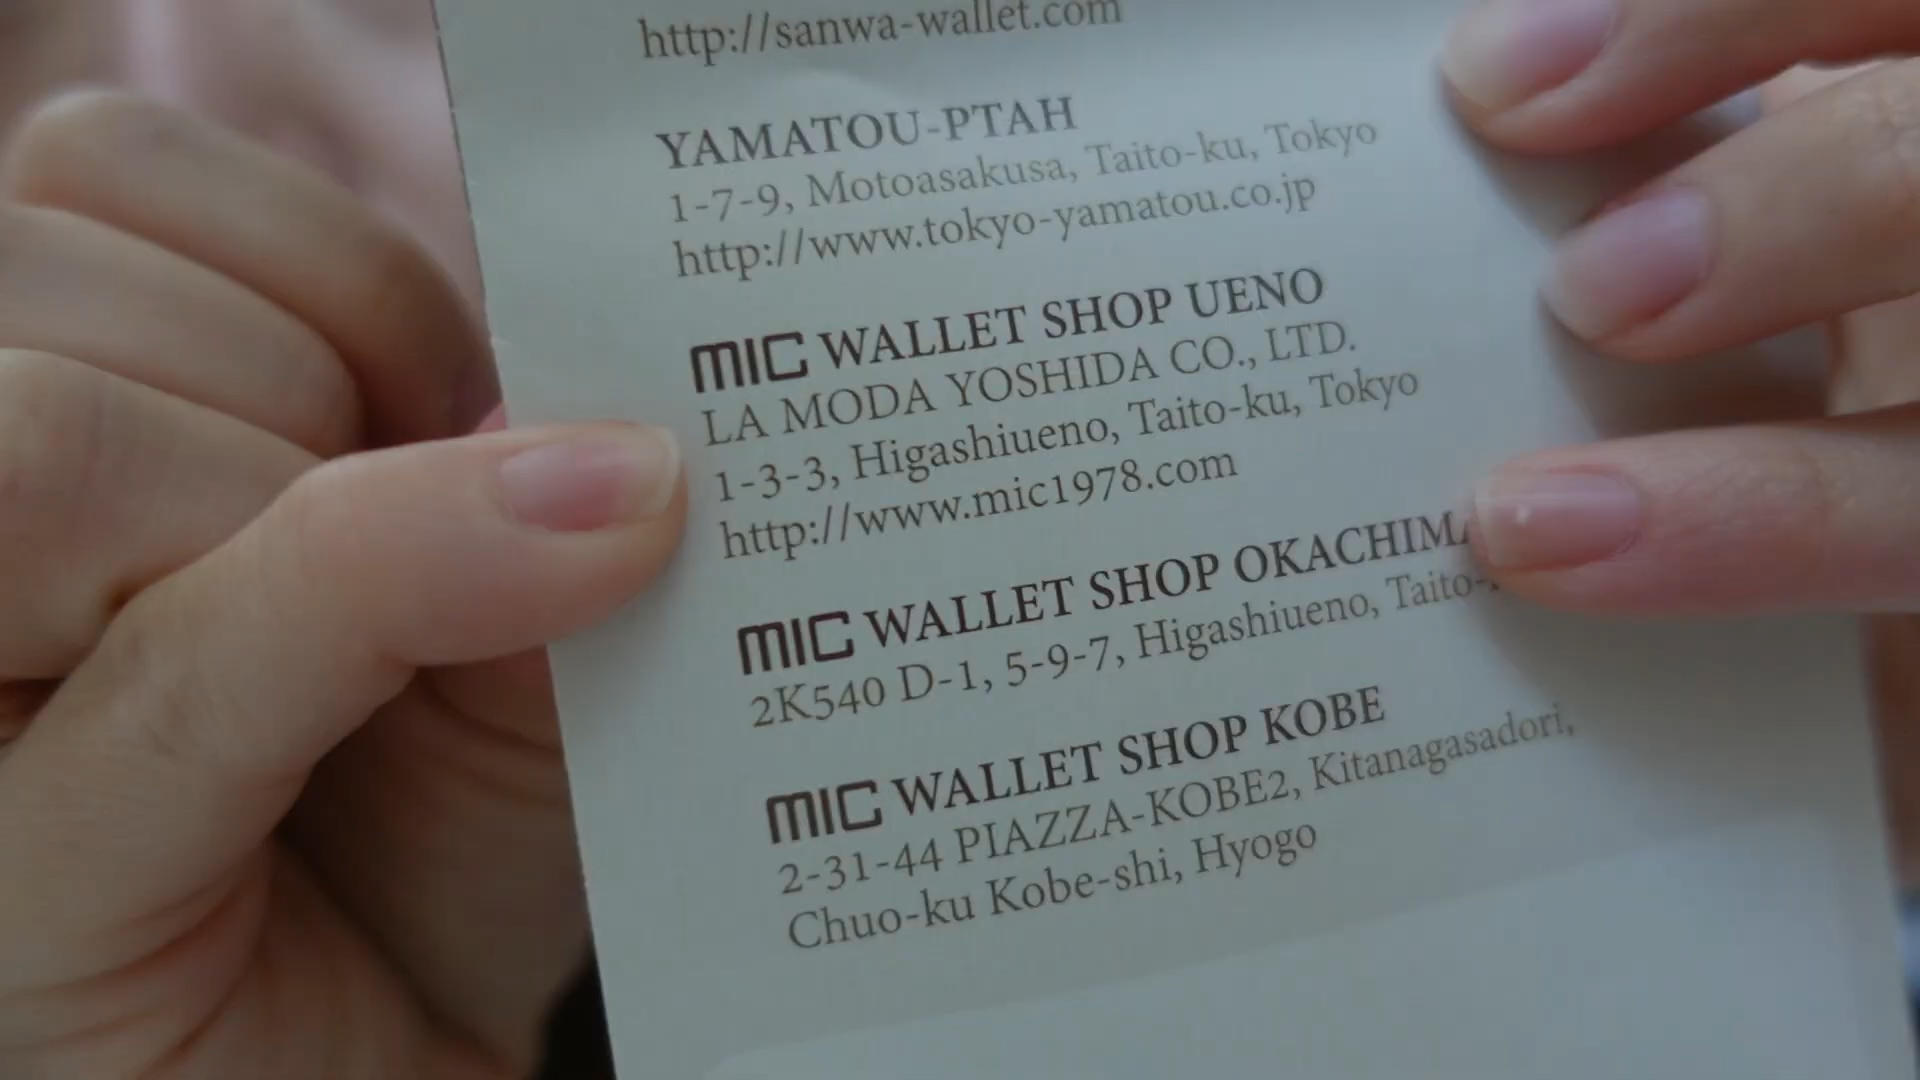 http://sanwa-wallet.com
YAMATOU-PTAH
1-7-9, Motoasakusa, Taito-ku, Tokyo
http://www.tokyo-yamatou.co.jp
MIC WALLET SHOP UENO
LA MODA YOSHIDA CO., LTD.
1-3-3, Higashiueno, Taito-ku, Tokyo
http://www.mic1978.com
MIC WALLET SHOP
2K540 D-1, 5-9-7, Higashiueno,
MIC WALLET SHOP KOBE
2-31-44 PIAZZA-KOBE2, Kitanagasadori,
Chuo-ku Kobe-shi, Hyogo